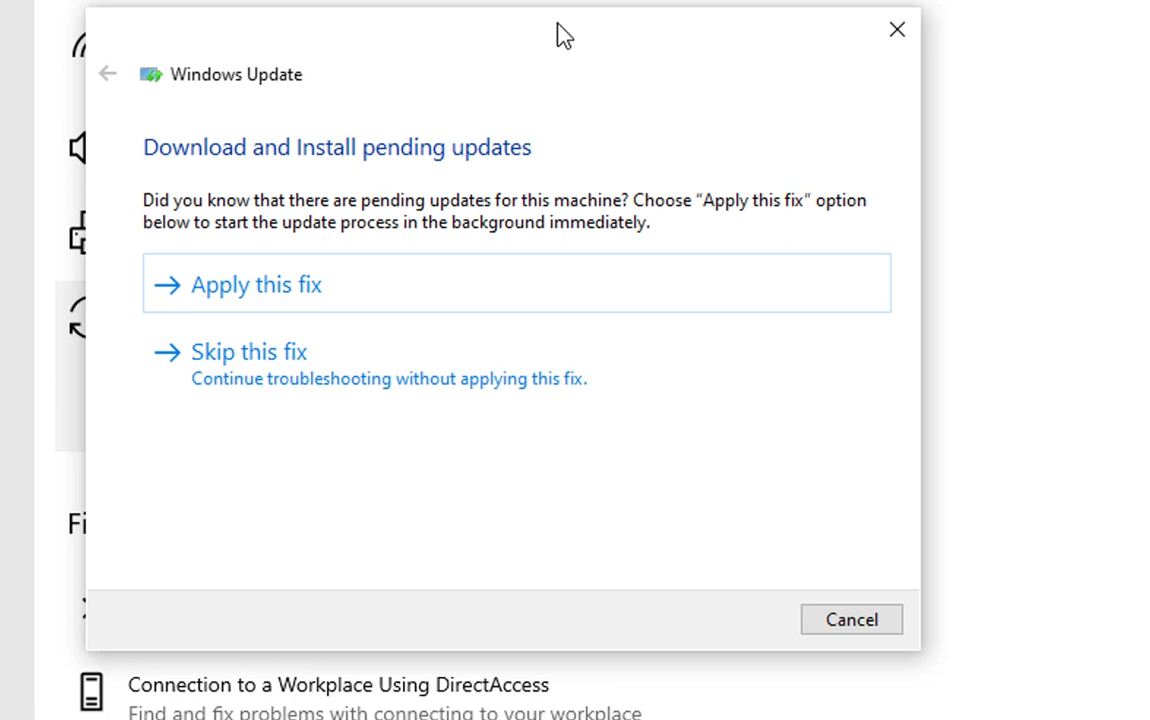 Windows Update
Download and Install pending updates
Did you know that there are pending updates for this machine? Choose “Apply this fix” option
below to start the update process in the background immediately.
Apply this fix
Skip this fix
Continue troubleshooting without applying this fix.
Fi
Cancel
Connection to a Workplace Using DirectAccess
Find and fix problems with connecting to your workplace